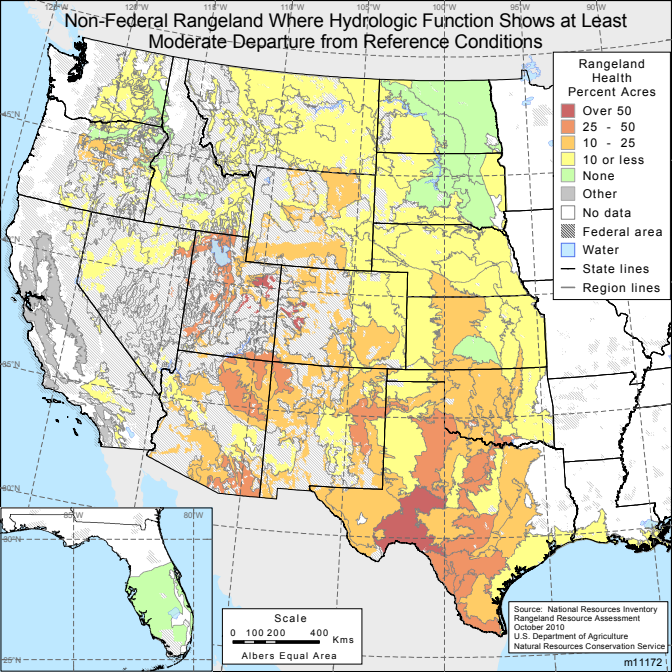 Non-Federal Rangeland Where Hydrologic Function Shows at Least
Moderate Departure from Reference Conditions
120°W
115°W
110°W
105°W
100°W
95°W
90°W
45°N
40°N
35°N
30°N
Rangeland
Health
Percent Acres
Over 50
25 - 50
10 - 25
10 or less
None
Other
No data
Federal area
Water
State lines
Region lines
85°W
80°W
30°N
25°N
Scale
0 100 200 400 Kms
Albers Equal Area
Source: National Resources Inventory
Rangeland Resource Assessment
October 2010
U.S. Department of Agriculture
Natural Resources Conservation Service
m11172